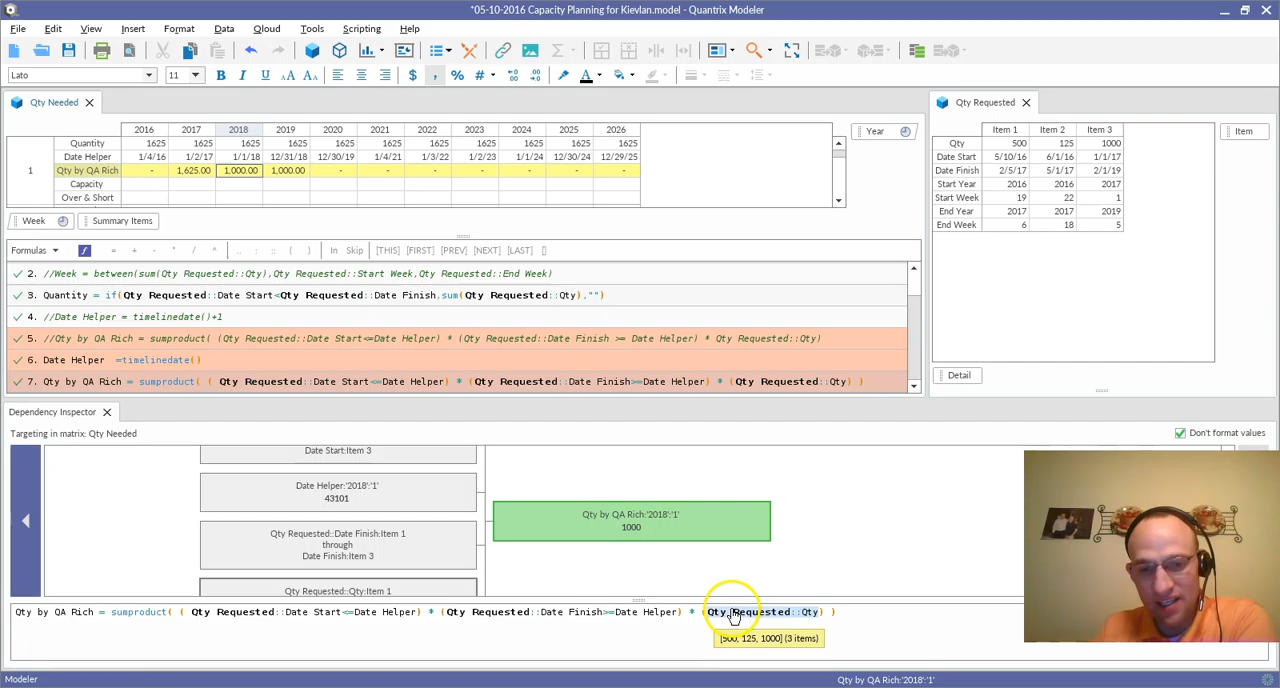 *05-10-2016 Capacity Planning for Kievlan.model - Quantrix Modeler
File Edit View Insert Format Data Qloud Tools Scripting Help
Lato 11 B I U A A $ , % #
Qty Needed
2016 2017 2018 2019 2020 2021 2022 2023 2024 2025 2026
Quantity 1625 1625 1625 1625 1625 1625 1625 1625 1625 1625 1625
Date Helper 1/4/16 1/2/17 1/1/18 12/31/18 12/30/19 1/4/21 1/3/22 1/2/23 1/1/24 12/30/24 12/29/25
1 Qty by QA Rich - 1,625.00 1,000.00 1,000.00 - - - - - - -
Capacity
Over & Short
Year
Week Summary Items
Qty Requested
Item 1 Item 2 Item 3
Qty 500 125 1000
Date Start 5/10/16 6/1/16 1/1/17
Date Finish 2/5/17 5/1/17 2/1/19
Start Year 2016 2016 2017
Start Week 19 22 1
End Year 2017 2017 2019
End Week 6 18 5
Item
Detail
Formulas f = + - * / ^ .. : :: ( ) In Skip [THIS] [FIRST] [PREV] [NEXT] [LAST] []
2. //Week = between(sum(Qty Requested::Qty),Qty Requested::Start Week,Qty Requested::End Week)
3. Quantity = if(Qty Requested::Date Start<Qty Requested::Date Finish,sum(Qty Requested::Qty),"")
4. //Date Helper = timelinedate()+1
5. //Qty by QA Rich = sumproduct( (Qty Requested::Date Start<=Date Helper) * (Qty Requested::Date Finish >= Date Helper) * Qty Requested::Qty)
6. Date Helper =timelinedate()
7. Qty by QA Rich = sumproduct( ( Qty Requested::Date Start<=Date Helper) * (Qty Requested::Date Finish>=Date Helper) * (Qty Requested::Qty) )
Dependency Inspector
Targeting in matrix: Qty Needed
Don't format values
Date Start:Item 3
Date Helper:'2018':'1'
43101
Qty Requested::Date Finish:Item 1
through
Date Finish:Item 3
Qty Requested::Qty:Item 1
Qty by QA Rich:'2018':'1'
1000
Qty by QA Rich = sumproduct( ( Qty Requested::Date Start<=Date Helper) * (Qty Requested::Date Finish>=Date Helper) * (Qty Requested::Qty) )
[500, 125, 1000] (3 items)
Modeler
Qty by QA Rich:'2018':'1'